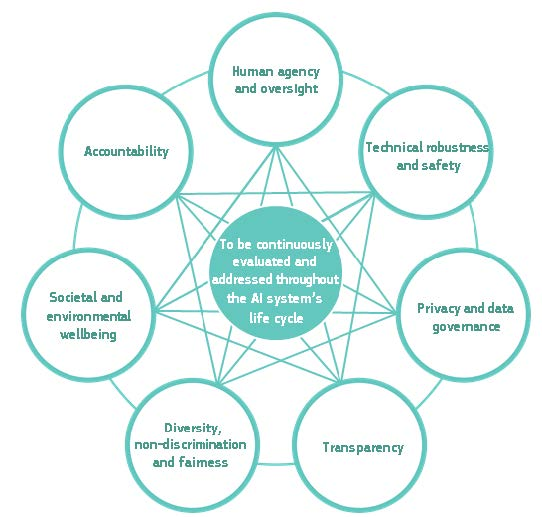 Human agency
and oversight
Technical robustness
and safety
Privacy and data
governance
Transparency
Diversity,
non-discrimination
and fairness
Societal and
environmental
wellbeing
Accountability
To be continuously
evaluated and
addressed throughout
the AI system's
life cycle